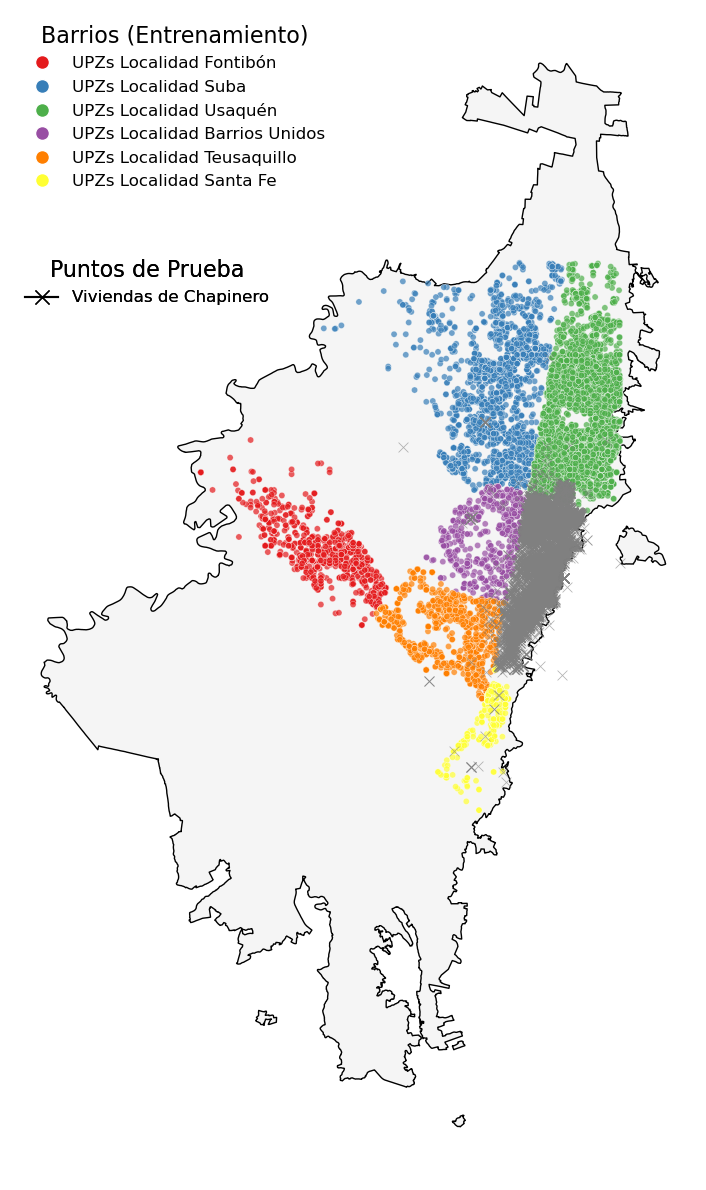 Barrios (Entrenamiento)
UPZs Localidad Fontibón
UPZs Localidad Suba
UPZs Localidad Usaquén
UPZs Localidad Barrios Unidos
UPZs Localidad Teusaquillo
UPZs Localidad Santa Fe
Puntos de Prueba
Viviendas de Chapinero